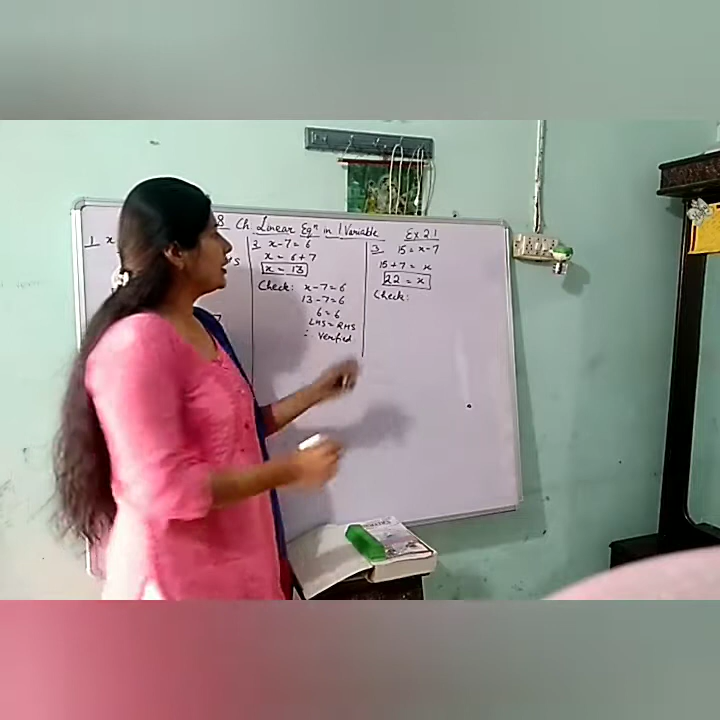 8 Ch Linear Eqⁿ in 1 Variable Ex 2.1
1 x
S
2. x-7=6
x = 6+7
x = 13
Check: x-7=6
13-7=6
6=6
LHS=RHS
∴ Verified
3. 15=x-7
15+7 = x
22 = x
Check: